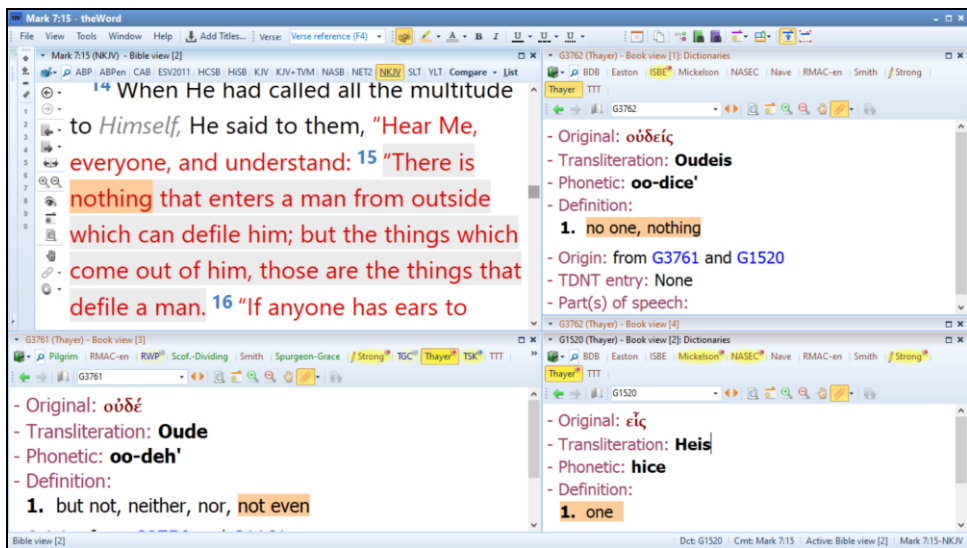 Mark 7:15 - theWord
File View Tools Window Help Add Titles... Verse: Verse reference (F4) A B I U U U
Mark 7:15 (NKJV) - Bible view [2]
ABP ABPen CAB ESV2011 HCSB HiSB KJV KJV+TVM NASB NET2 NKJV SLT YLT Compare List
14 When He had called all the multitude
to Himself, He said to them, “Hear Me,
everyone, and understand: 15 “There is
nothing that enters a man from outside
which can defile him; but the things which
come out of him, those are the things that
defile a man. 16 “If anyone has ears to
G3762 (Thayer) - Book view [1]: Dictionaries
BDB Easton ISBE Mickelson NASEC Nave RMAC-en Smith Strong
Thayer TTT
G3762
- Original: οὐδείς
- Transliteration: Oudeis
- Phonetic: oo-dice'
- Definition:
1. no one, nothing
- Origin: from G3761 and G1520
- TDNT entry: None
- Part(s) of speech:
G3762 (Thayer) - Book view [4]
G3761 (Thayer) - Book view [3]
Pilgrim RMAC-en RWP Scof.-Dividing Smith Spurgeon-Grace Strong TGC Thayer TSK TTT »
G3761
- Original: οὐδέ
- Transliteration: Oude
- Phonetic: oo-deh'
- Definition:
1. but not, neither, nor, not even
G1520 (Thayer) - Book view [2]: Dictionaries
BDB Easton ISBE Mickelson NASEC Nave RMAC-en Smith Strong
Thayer TTT
G1520
- Original: εἷς
- Transliteration: Heis
- Phonetic: hice
- Definition:
1. one
Bible view [2] Dct: G1520 Cmt: Mark 7:15 Active: Bible view [2] Mark 7:15-NKJV